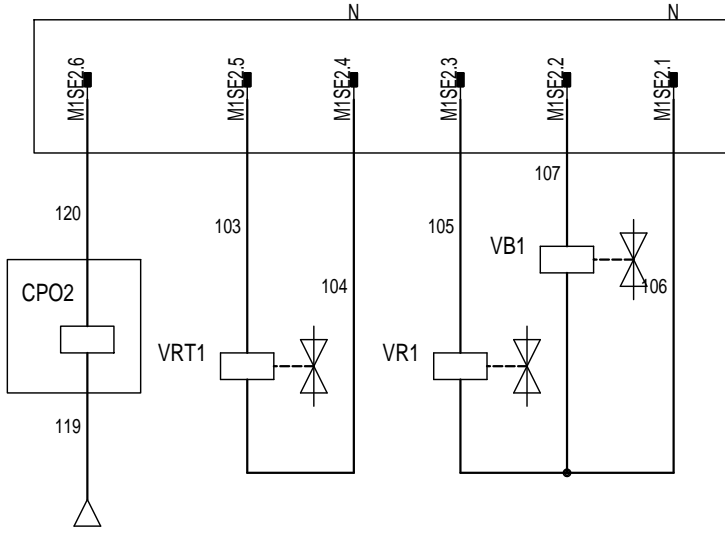 N
N
M1SE2.6
M1SE2.5
M1SE2.4
M1SE2.3
M1SE2.2
M1SE2.1
107
120
103
105
VB1
CPO2
104
106
VRT1
VR1
119